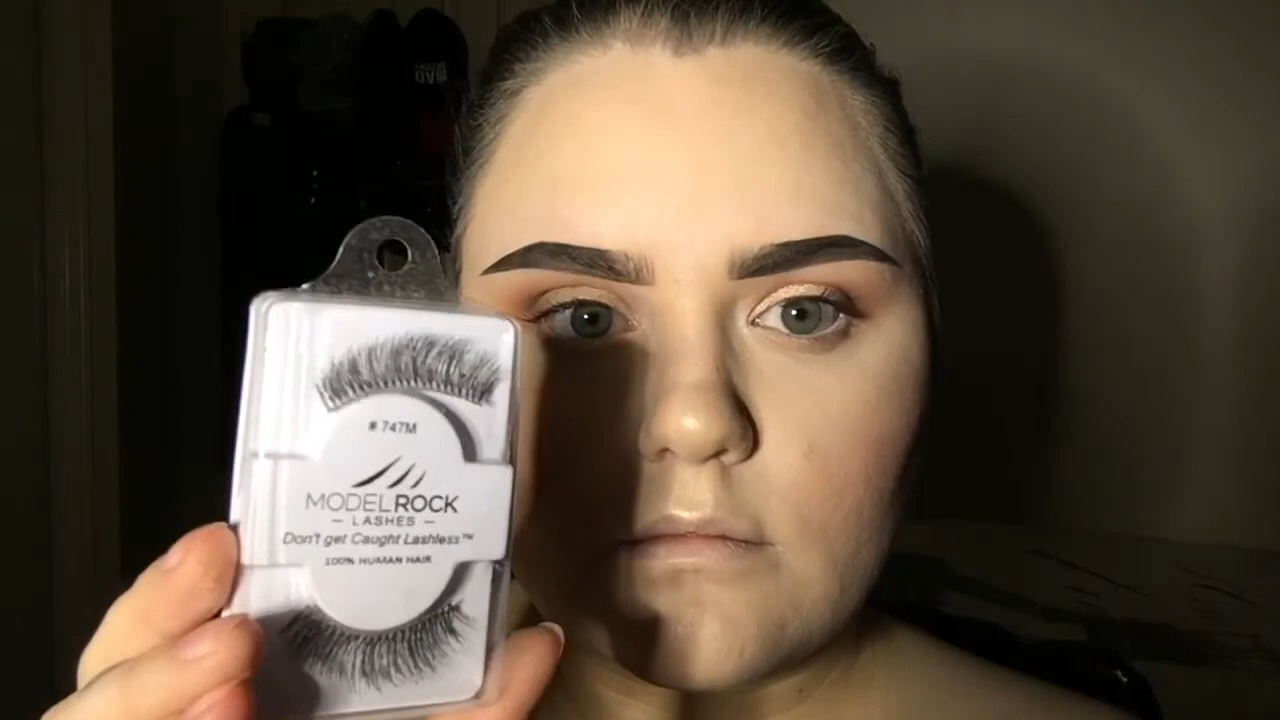 # 747M
MODELROCK
— LASHES —
Don't get Caught Lashless™
100% HUMAN HAIR